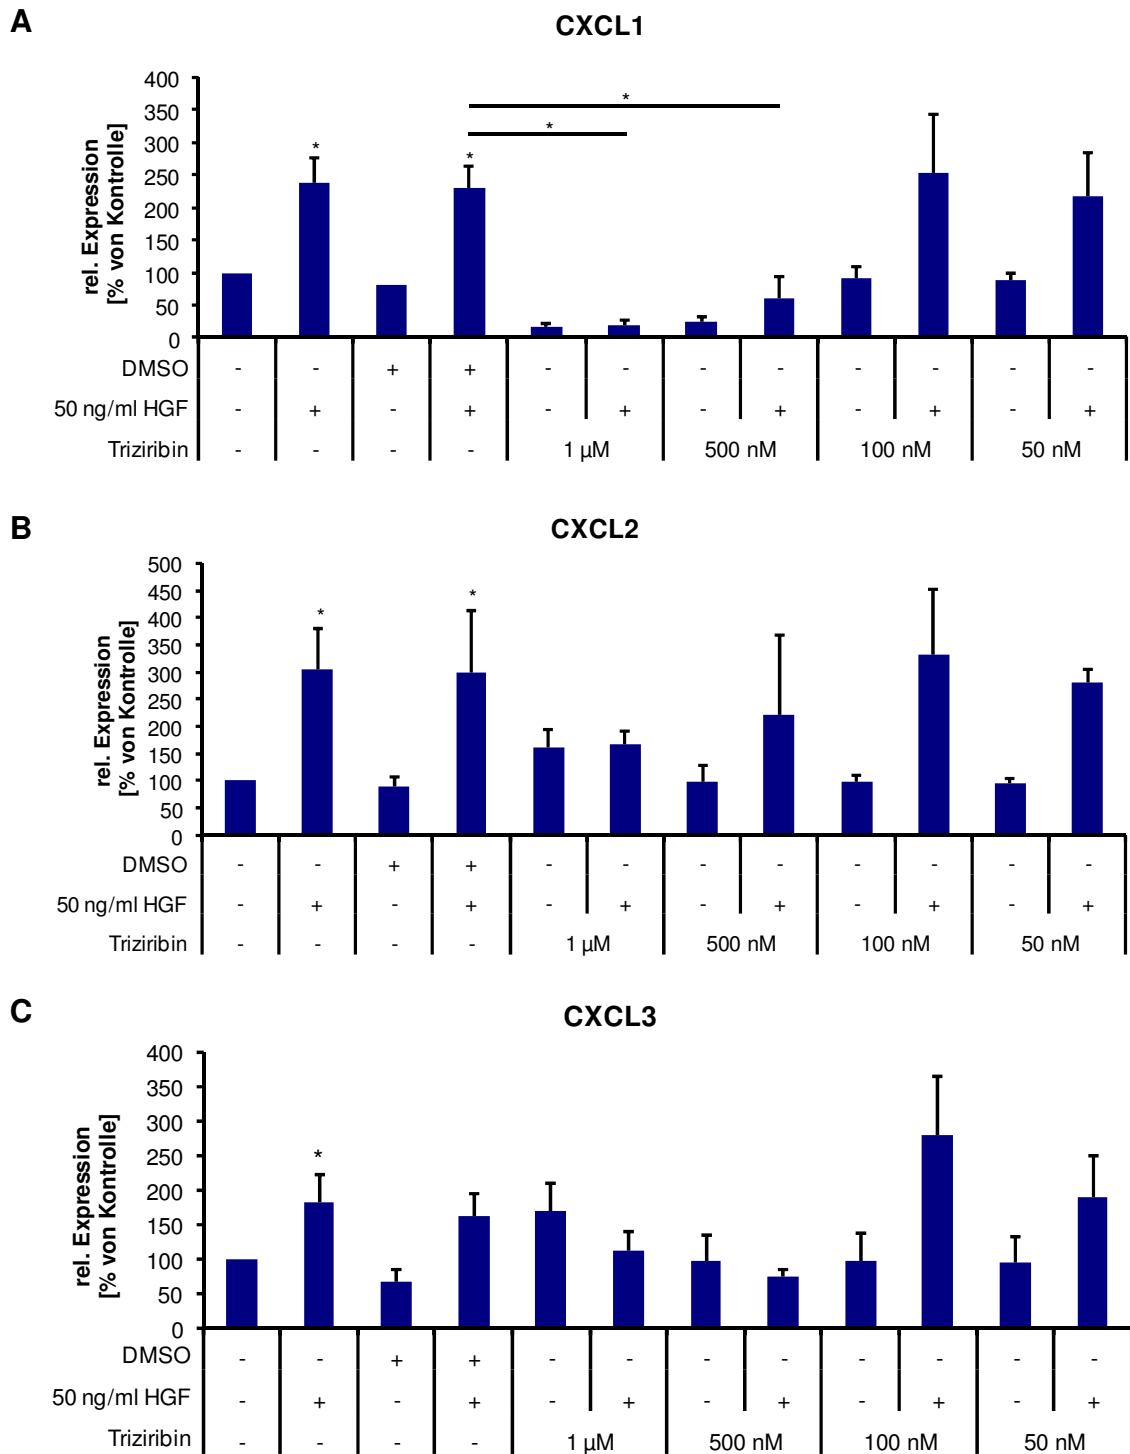 A
CXCL1
rel. Expression
[% von Kontrolle]
400
350
300
250
200
150
100
50
0
* * * *
DMSO - - + + - - - - - - - -
50 ng/ml HGF - + - + - + - + - + - +
Triziribin - - - - 1 µM 500 nM 100 nM 50 nM
B
CXCL2
rel. Expression
[% von Kontrolle]
500
450
400
350
300
250
200
150
100
50
0
* *
DMSO - - + + - - - - - - - -
50 ng/ml HGF - + - + - + - + - + - +
Triziribin - - - - 1 µM 500 nM 100 nM 50 nM
C
CXCL3
rel. Expression
[% von Kontrolle]
400
350
300
250
200
150
100
50
0
*
DMSO - - + + - - - - - - - -
50 ng/ml HGF - + - + - + - + - + - +
Triziribin - - - - 1 µM 500 nM 100 nM 50 nM